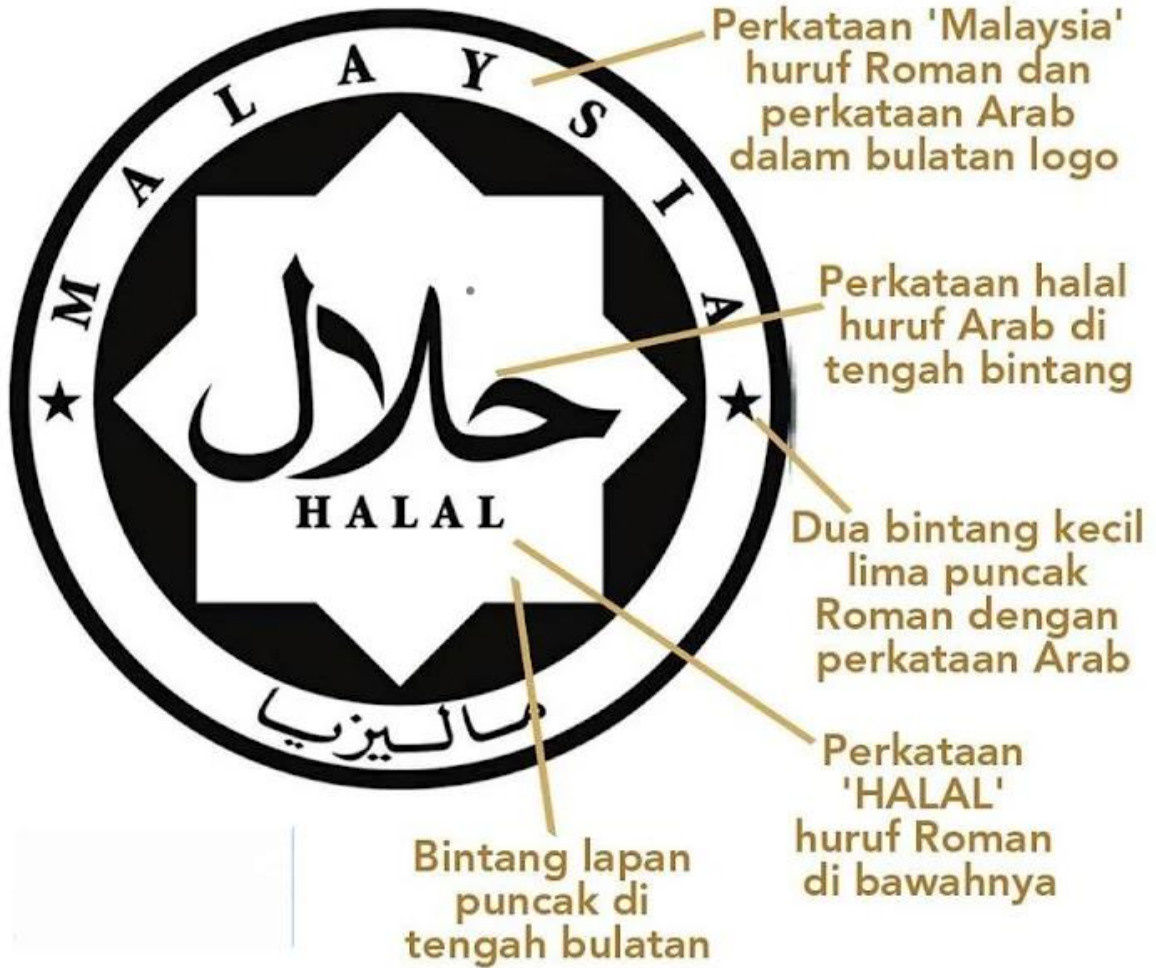 MALAYSIA
حلال
HALAL
ماليزيا
Perkataan 'Malaysia'
huruf Roman dan
perkataan Arab
dalam bulatan logo
Perkataan halal
huruf Arab di
tengah bintang
Dua bintang kecil
lima puncak
Roman dengan
perkataan Arab
Perkataan
'HALAL'
huruf Roman
di bawahnya
Bintang lapan
puncak di
tengah bulatan